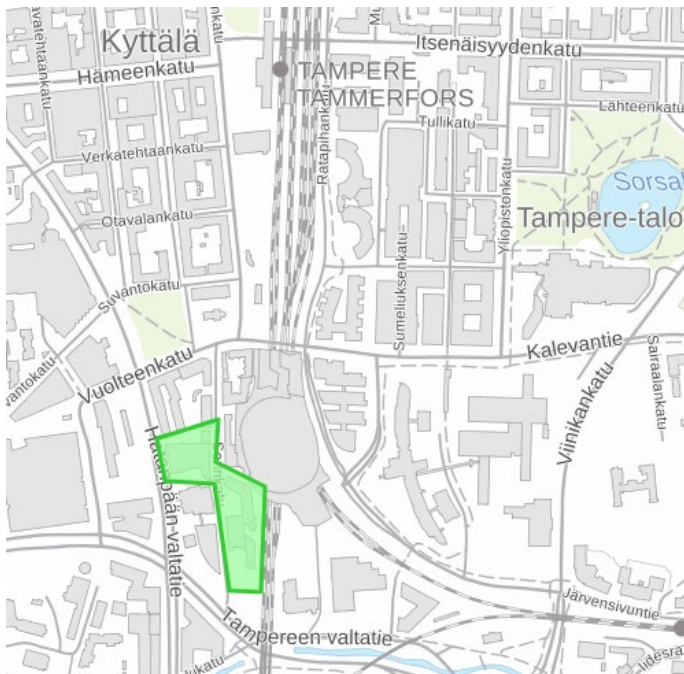 Kyttälä
Hämeenkatu
Itsenäisyydenkatu
TAMPERE
TAMMERFORS
Ratapihankatu
Tullikatu
Lähteenkatu
Verkatehtaankatu
Otavalankatu
Yliopistonkatu
Tampere-talo
Suvantokatu
Sumeliuksenkatu
Kalevantie
Vuolteenkatu
Sairaalankatu
Viinikankatu
Hatanpään valtatie
Järvensivuntie
Tampereen valtatie